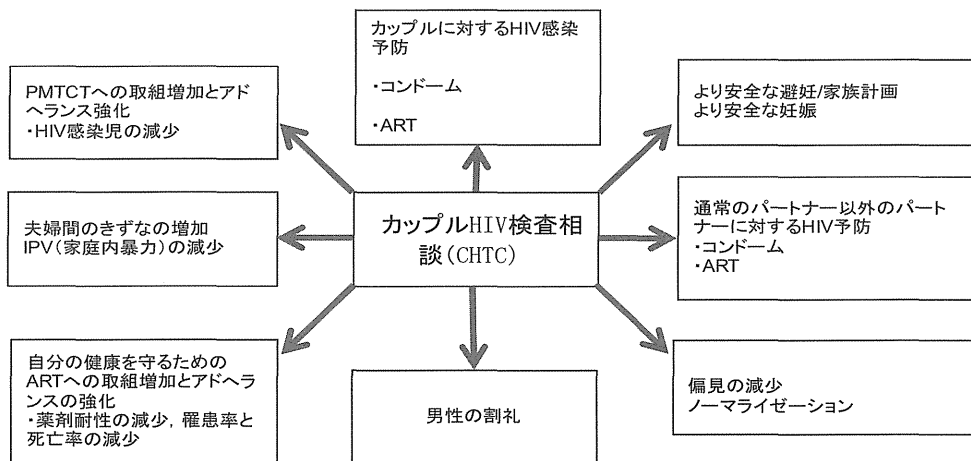 カップルに対するHIV感染
予防
・コンドーム
・ART
PMTCTへの取組増加とアド
ヘランス強化
・HIV感染児の減少
より安全な避妊/家族計画
より安全な妊娠
夫婦間のきずなの増加
IPV(家庭内暴力)の減少
カップルHIV検査相
談(CHTC)
通常のパートナー以外のパート
ナーに対するHIV予防
・コンドーム
・ART
自分の健康を守るための
ARTへの取組増加とアドヘラ
ンスの強化
・薬剤耐性の減少, 罹患率と
死亡率の減少
男性の割礼
偏見の減少
ノーマライゼーション